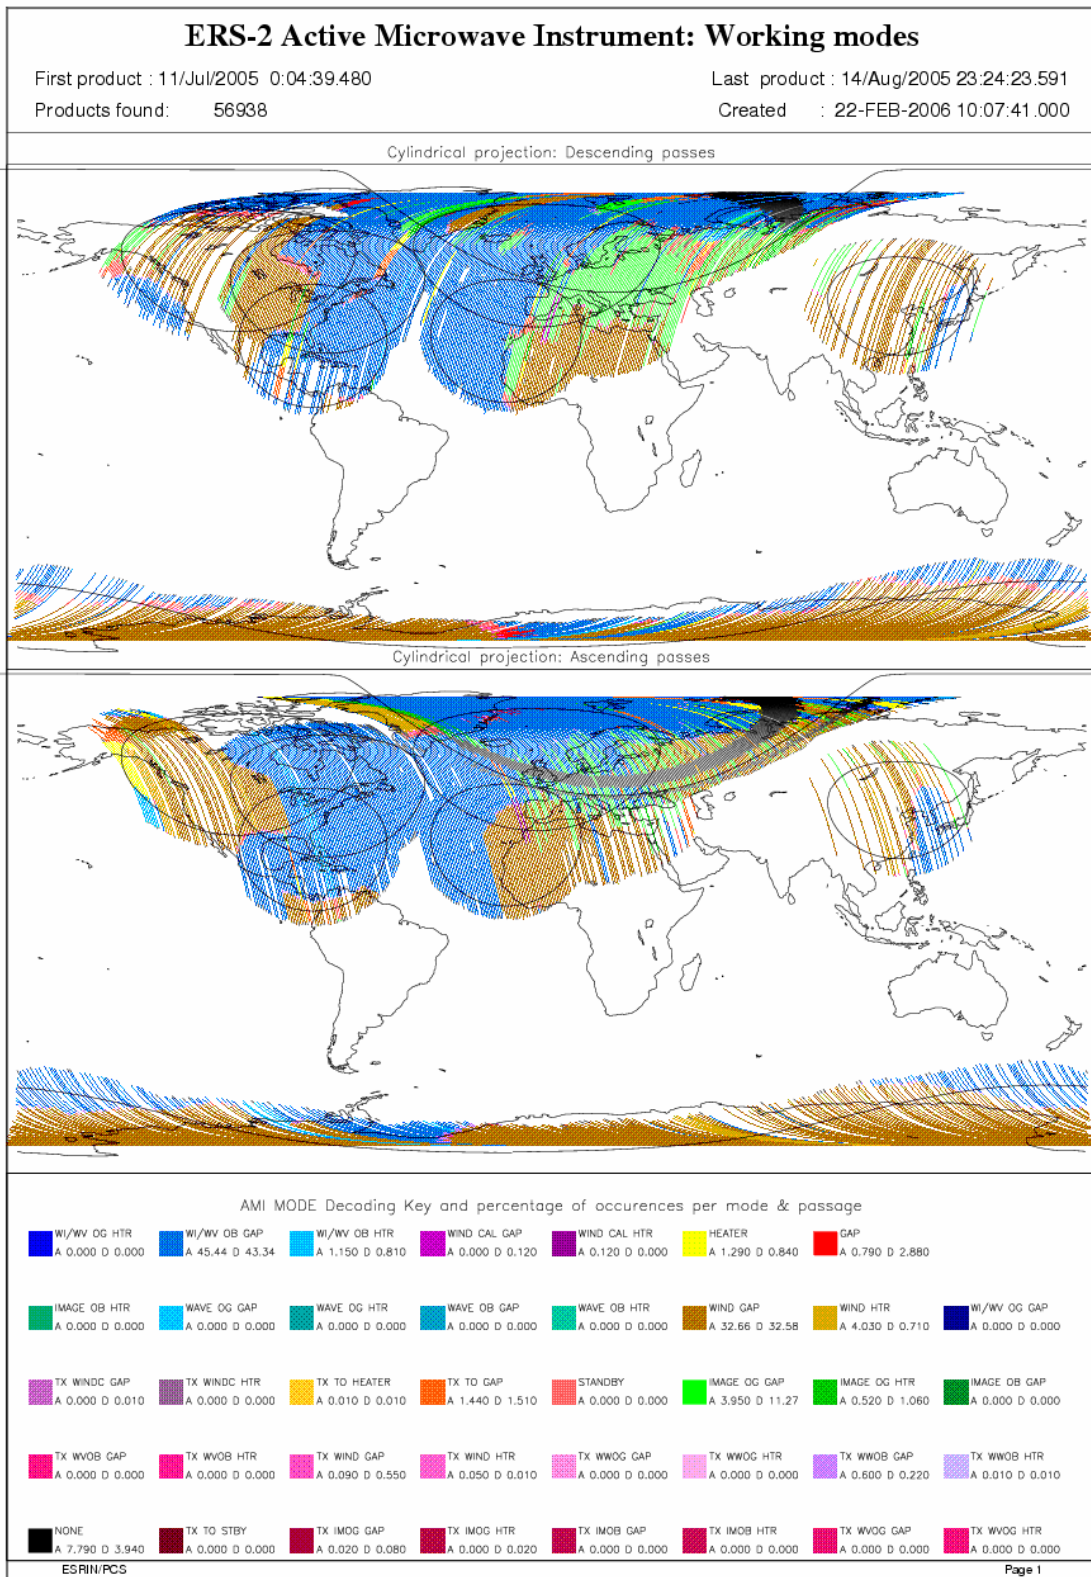 ERS-2 Active Microwave Instrument: Working modes
First product : 11/Jul/2005 0:04:39.480 Last product : 14/Aug/2005 23:24:23.591
Products found: 56938 Created : 22-FEB-2006 10:07:41.000
Cylindrical projection: Descending passes
Cylindrical projection: Ascending passes
AMI MODE Decoding Key and percentage of occurences per mode & passage
WI/WV OG HTR WI/WV OB GAP WI/WV OB HTR WIND CAL GAP WIND CAL HTR HEATER GAP
A 0.000 D 0.000 A 45.44 D 43.34 A 1.150 D 0.810 A 0.000 D 0.120 A 0.120 D 0.000 A 1.290 D 0.840 A 0.790 D 2.880
IMAGE OB HTR WAVE OG GAP WAVE OG HTR WAVE OB GAP WAVE OB HTR WIND GAP WIND HTR WI/WV OG GAP
A 0.000 D 0.000 A 0.000 D 0.000 A 0.000 D 0.000 A 0.000 D 0.000 A 0.000 D 0.000 A 32.66 D 32.58 A 4.030 D 0.710 A 0.000 D 0.000
TX WINDC GAP TX WINDC HTR TX TO HEATER TX TO GAP STANDBY IMAGE OG GAP IMAGE OG HTR IMAGE OB GAP
A 0.000 D 0.010 A 0.000 D 0.000 A 0.010 D 0.010 A 1.440 D 1.510 A 0.000 D 0.000 A 3.950 D 11.27 A 0.520 D 1.060 A 0.000 D 0.000
TX WVOB GAP TX WVOB HTR TX WIND GAP TX WIND HTR TX WWOG GAP TX WWOG HTR TX WWOB GAP TX WWOB HTR
A 0.000 D 0.000 A 0.000 D 0.000 A 0.090 D 0.550 A 0.050 D 0.010 A 0.000 D 0.000 A 0.000 D 0.000 A 0.600 D 0.220 A 0.010 D 0.010
NONE TX TO STBY TX IMOG GAP TX IMOG HTR TX IMOB GAP TX IMOB HTR TX WVOG GAP TX WVOG HTR
A 7.790 D 3.940 A 0.000 D 0.000 A 0.020 D 0.080 A 0.000 D 0.020 A 0.000 D 0.000 A 0.000 D 0.000 A 0.000 D 0.000 A 0.000 D 0.000
ESRIN/PCS Page 1